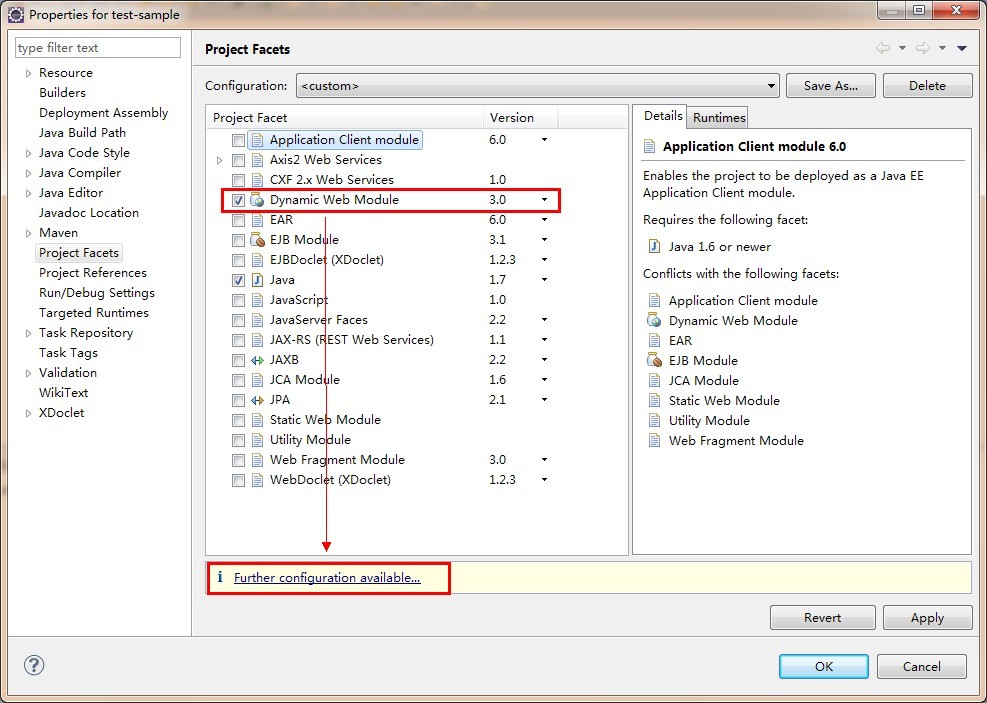 Properties for test-sample
type filter text
Resource
Builders
Deployment Assembly
Java Build Path
Java Code Style
Java Compiler
Java Editor
Javadoc Location
Maven
Project Facets
Project References
Run/Debug Settings
Targeted Runtimes
Task Repository
Task Tags
Validation
WikiText
XDoclet
Project Facets
Configuration: <custom> Save As... Delete
Project Facet Version
Application Client module 6.0
Axis2 Web Services
CXF 2.x Web Services 1.0
Dynamic Web Module 3.0
EAR 6.0
EJB Module 3.1
EJBDoclet (XDoclet) 1.2.3
Java 1.7
JavaScript 1.0
JavaServer Faces 2.2
JAX-RS (REST Web Services) 1.1
JAXB 2.2
JCA Module 1.6
JPA 2.1
Static Web Module
Utility Module
Web Fragment Module 3.0
WebDoclet (XDoclet) 1.2.3
Details Runtimes
Application Client module 6.0
Enables the project to be deployed as a Java EE
Application Client module.
Requires the following facet:
Java 1.6 or newer
Conflicts with the following facets:
Application Client module
Dynamic Web Module
EAR
EJB Module
JCA Module
Static Web Module
Utility Module
Web Fragment Module
i Further configuration available...
Revert Apply
? OK Cancel